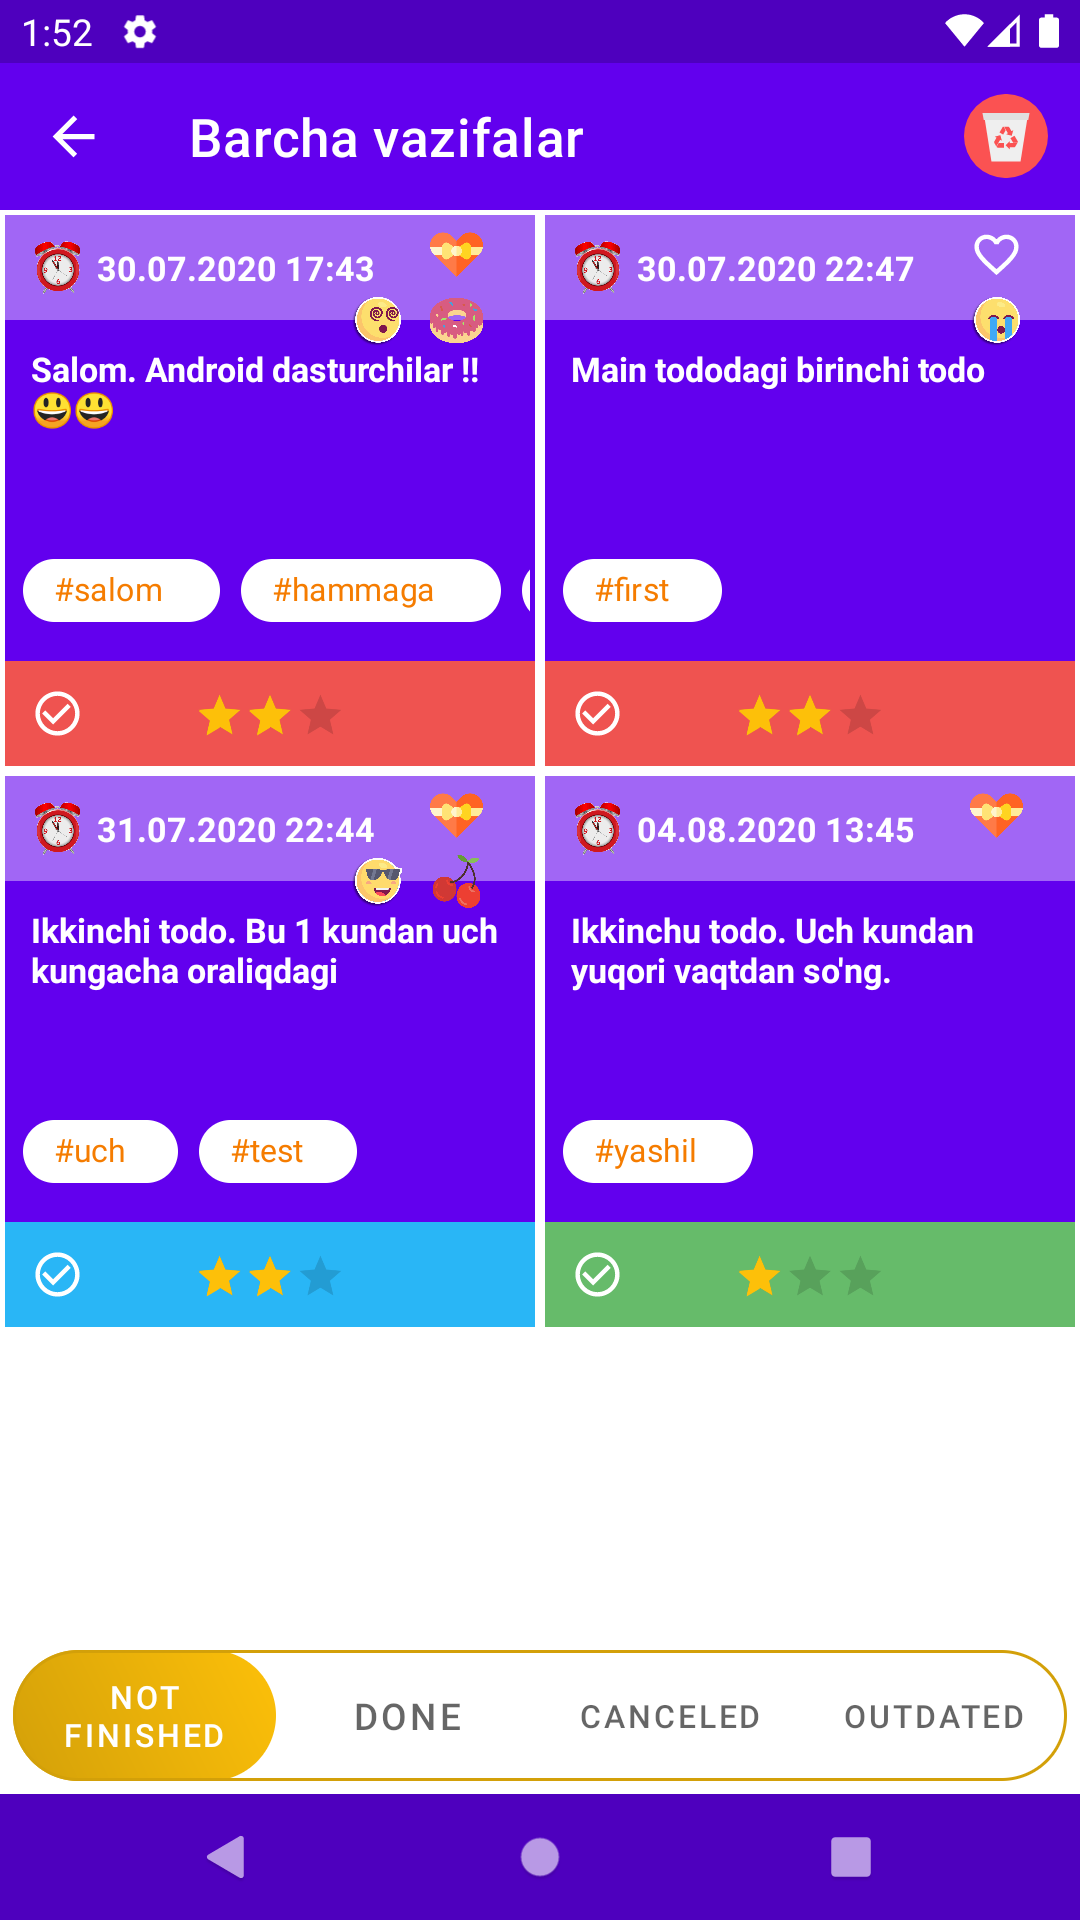 1:52
Barcha vazifalar
30.07.2020 17:43
Salom. Android dasturchilar !!
😃😃
#salom
#hammaga
30.07.2020 22:47
Main tododagi birinchi todo
#first
31.07.2020 22:44
Ikkinchi todo. Bu 1 kundan uch
kungacha oraliqdagi
#uch
#test
04.08.2020 13:45
Ikkinchu todo. Uch kundan
yuqori vaqtdan so'ng.
#yashil
NOT
FINISHED
DONE
CANCELED
OUTDATED